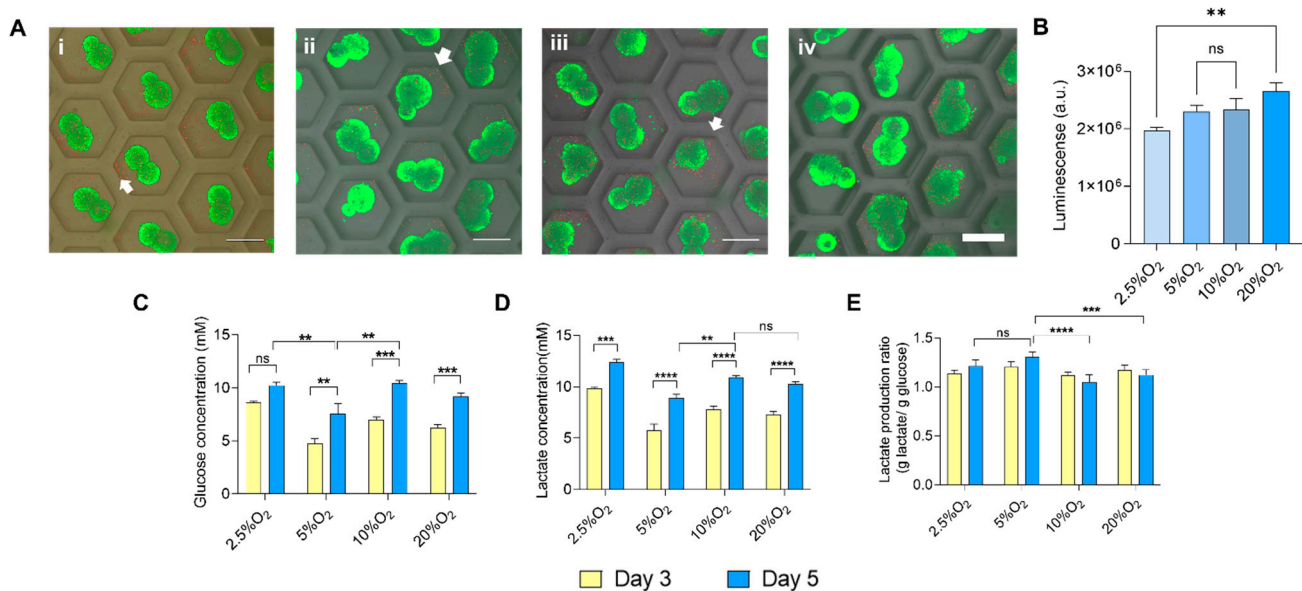 A
i
ii
iii
iv
B
Luminescense (a.u.)
3×10⁶
2×10⁶
1×10⁶
0
**
ns
2.5%O₂
5%O₂
10%O₂
20%O₂
C
Glucose concentration (mM)
15
10
5
0
ns
**
**
**
***
***
2.5%O₂
5%O₂
10%O₂
20%O₂
D
Lactate concentration(mM)
15
10
5
0
***
****
**
****
ns
****
2.5%O₂
5%O₂
10%O₂
20%O₂
E
Lactate production ratio
(g lactate/ g glucose)
1.5
1.0
0.5
0.0
ns
****
***
2.5%O₂
5%O₂
10%O₂
20%O₂
Day 3
Day 5